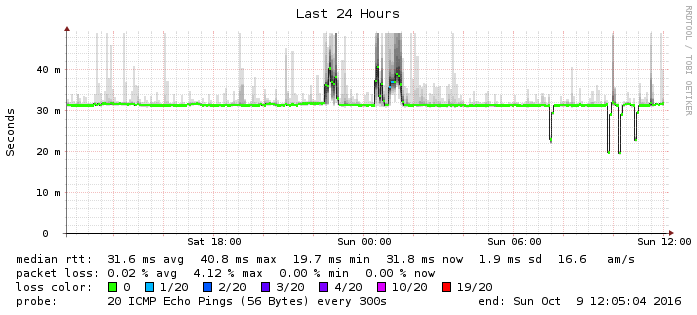 Last 24 Hours
RRDTOOL / TOBI OETIKER
Seconds
40 m
30 m
20 m
10 m
0
Sat 18:00 Sun 00:00 Sun 06:00 Sun 12:00
median rtt: 31.6 ms avg 40.8 ms max 19.7 ms min 31.8 ms now 1.9 ms sd 16.6 am/s
packet loss: 0.02 % avg 4.12 % max 0.00 % min 0.00 % now
loss color: 0 1/20 2/20 3/20 4/20 10/20 19/20
probe: 20 ICMP Echo Pings (56 Bytes) every 300s end: Sun Oct 9 12:05:04 2016